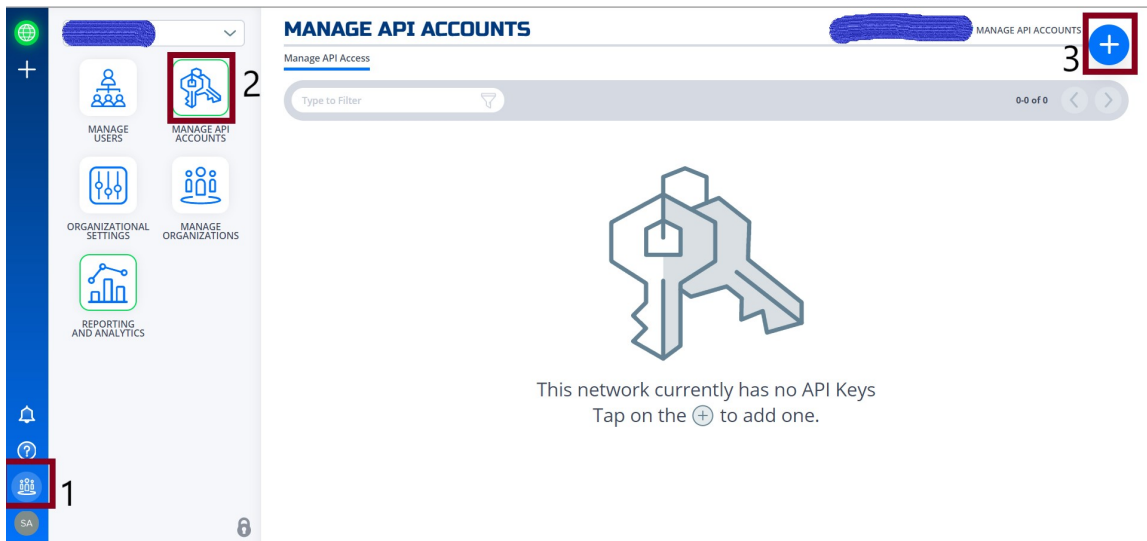 MANAGE API ACCOUNTS
MANAGE API ACCOUNTS
3
Manage API Access
2
Type to Filter
0-0 of 0
MANAGE
USERS
MANAGE API
ACCOUNTS
ORGANIZATIONAL
SETTINGS
MANAGE
ORGANIZATIONS
REPORTING
AND ANALYTICS
This network currently has no API Keys
Tap on the + to add one.
1
SA